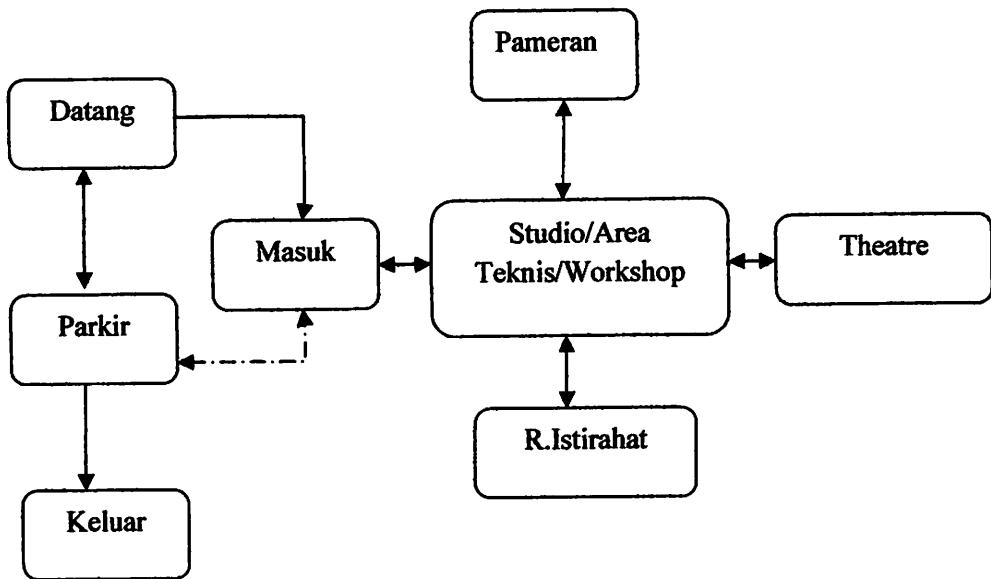 Pameran
Datang
Masuk
Studio/Area
Teknis/Workshop
Theatre
Parkir
R.Istirahat
Keluar